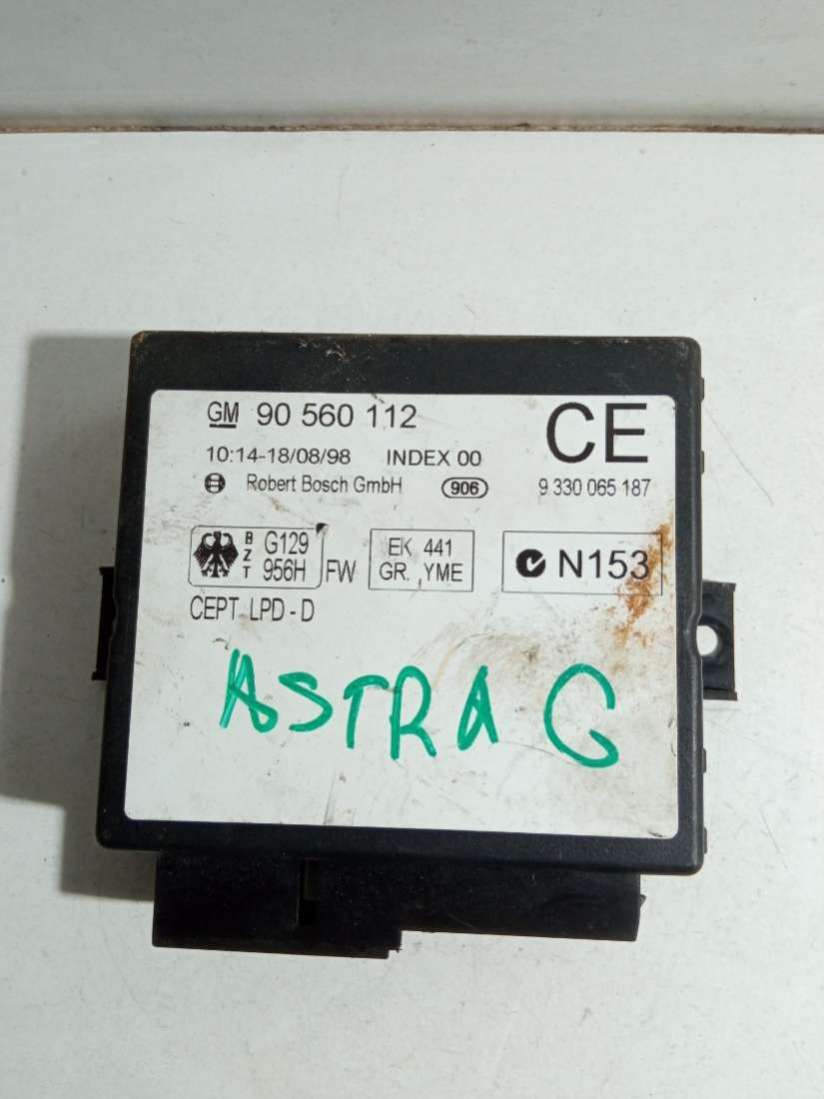 GM 90 560 112
CE
10:14-18/08/98 INDEX 00
Robert Bosch GmbH 906 9 330 065 187
BZT G129 956H FW
EK 441
GR. YME
N153
CEPT LPD-D
ASTRA G